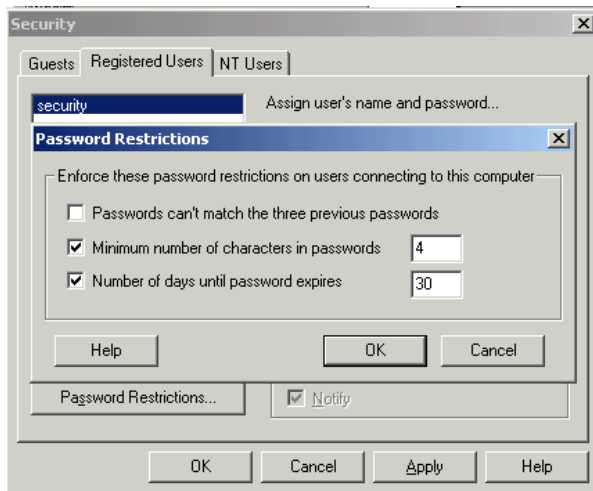 Security
Guests Registered Users NT Users
security Assign user's name and password...
Password Restrictions
Enforce these password restrictions on users connecting to this computer
Passwords can't match the three previous passwords
Minimum number of characters in passwords 4
Number of days until password expires 30
Help OK Cancel
Password Restrictions... Notify
OK Cancel Apply Help